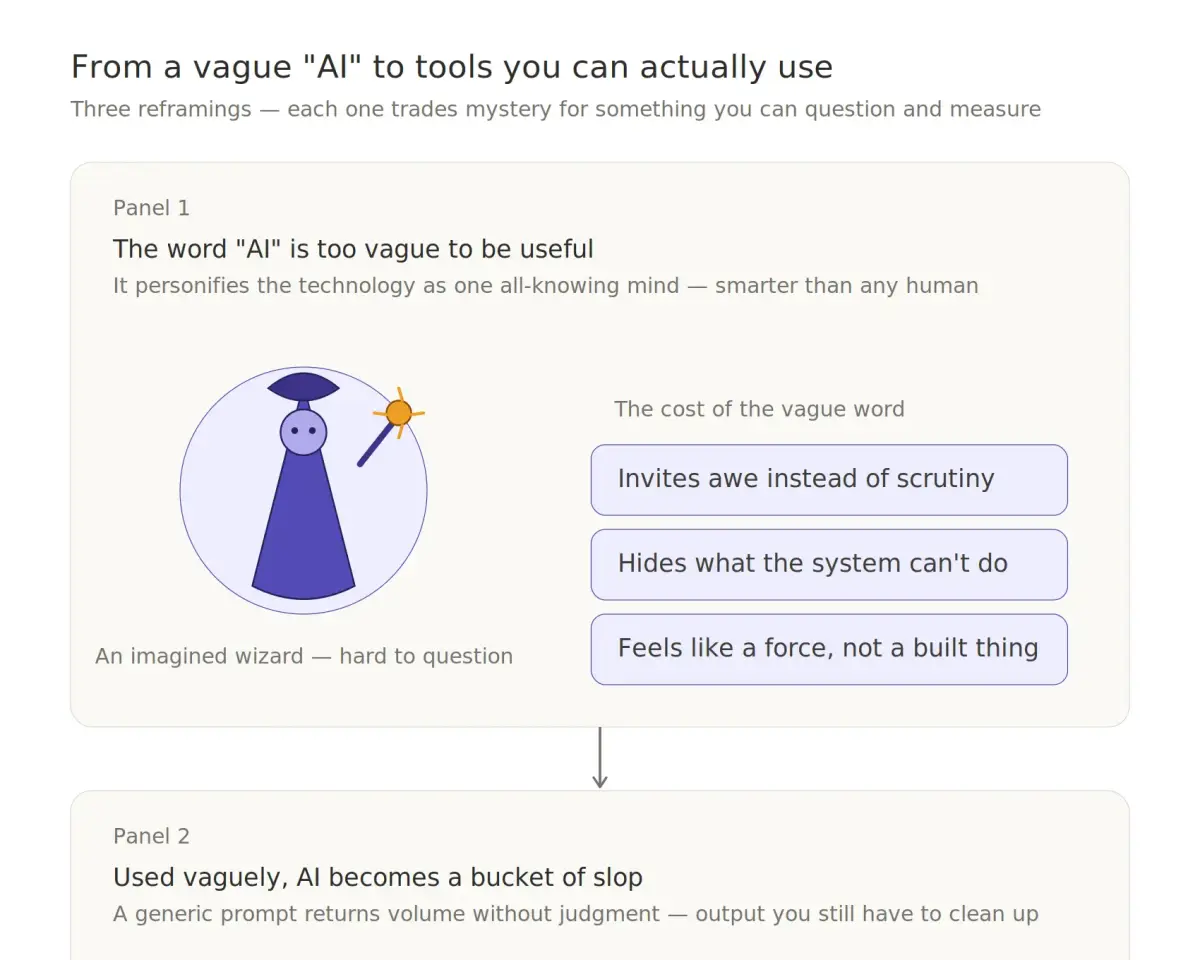 From a vague "AI" to tools you can actually use
Three reframings — each one trades mystery for something you can question and measure
Panel 1
The word "AI" is too vague to be useful
It personifies the technology as one all-knowing mind — smarter than any human
The cost of the vague word
Invites awe instead of scrutiny
Hides what the system can't do
Feels like a force, not a built thing
An imagined wizard — hard to question
Panel 2
Used vaguely, AI becomes a bucket of slop
A generic prompt returns volume without judgment — output you still have to clean up